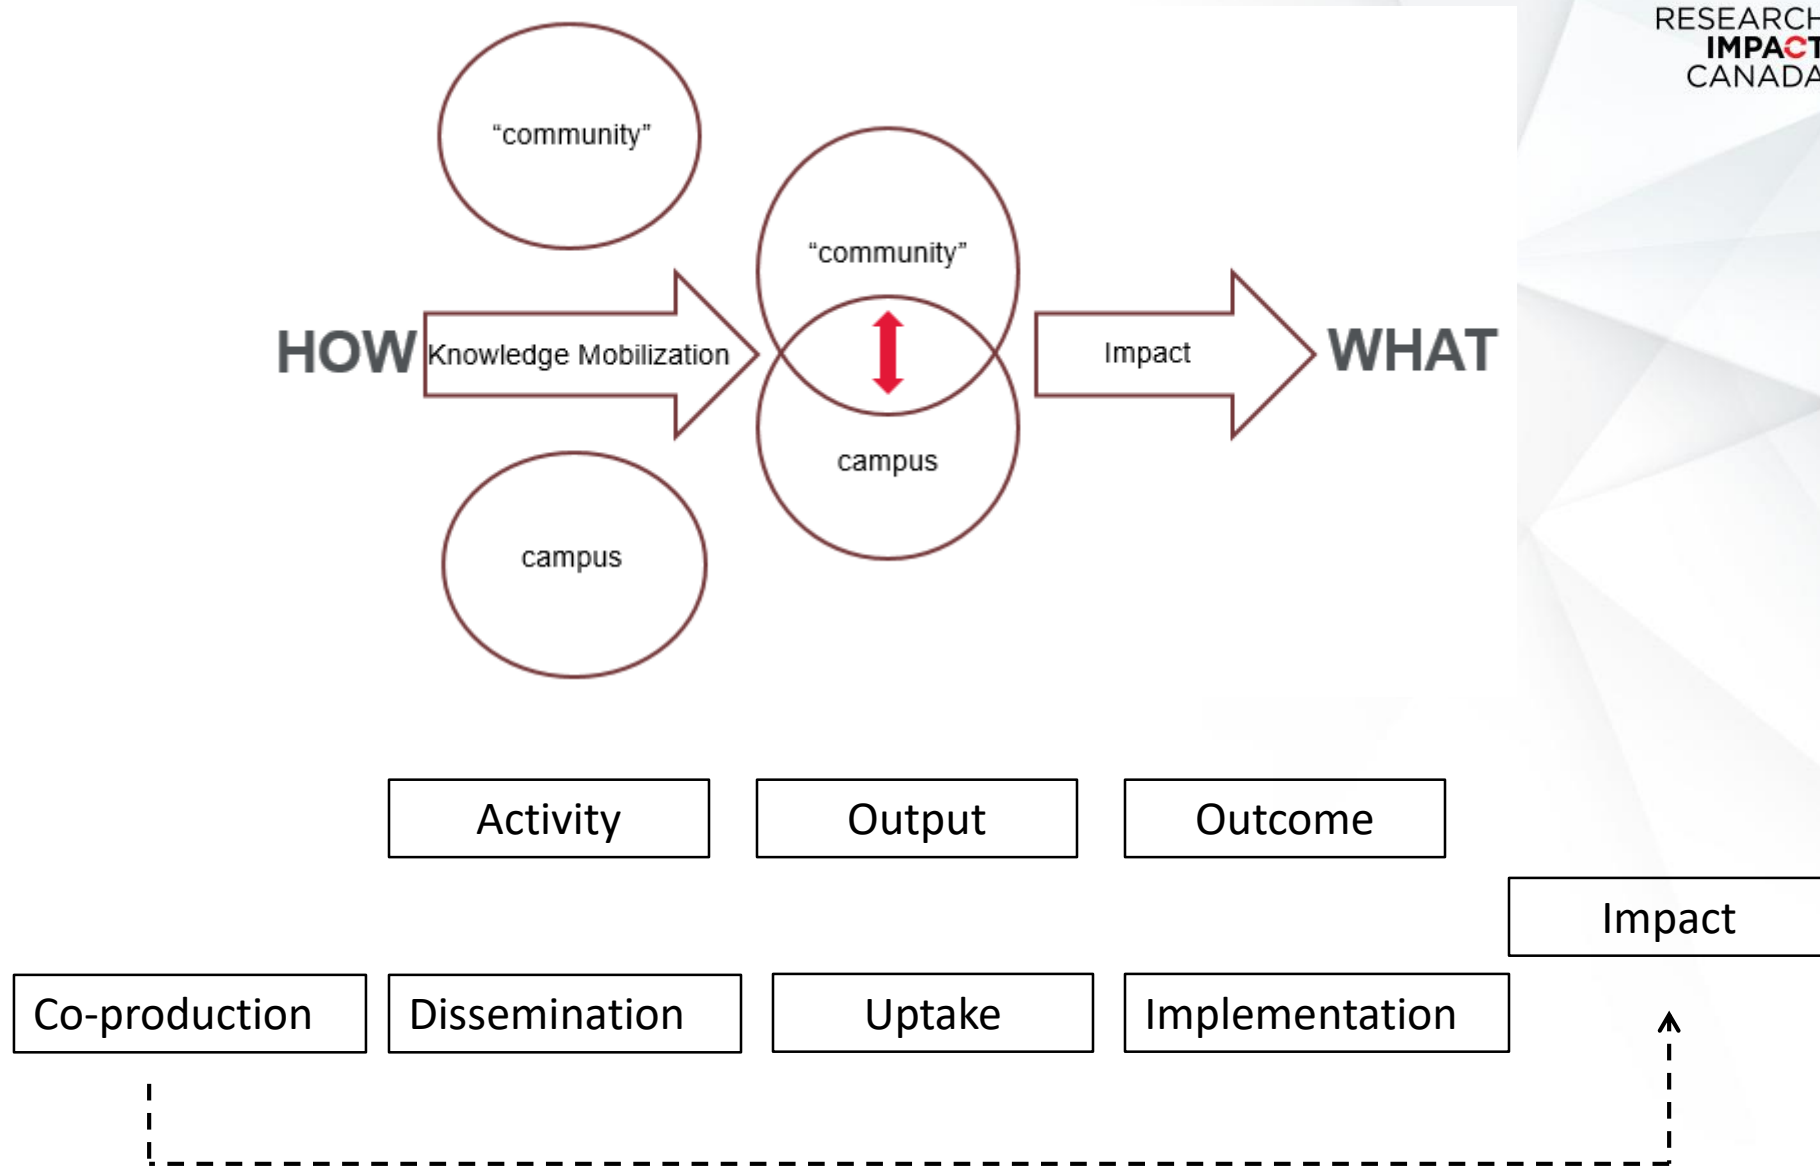 RESEARCH
IMPACT
CANADA
“community”
“community”
HOW
Knowledge Mobilization
Impact
WHAT
campus
campus
Activity
Output
Outcome
Impact
Co-production
Dissemination
Uptake
Implementation